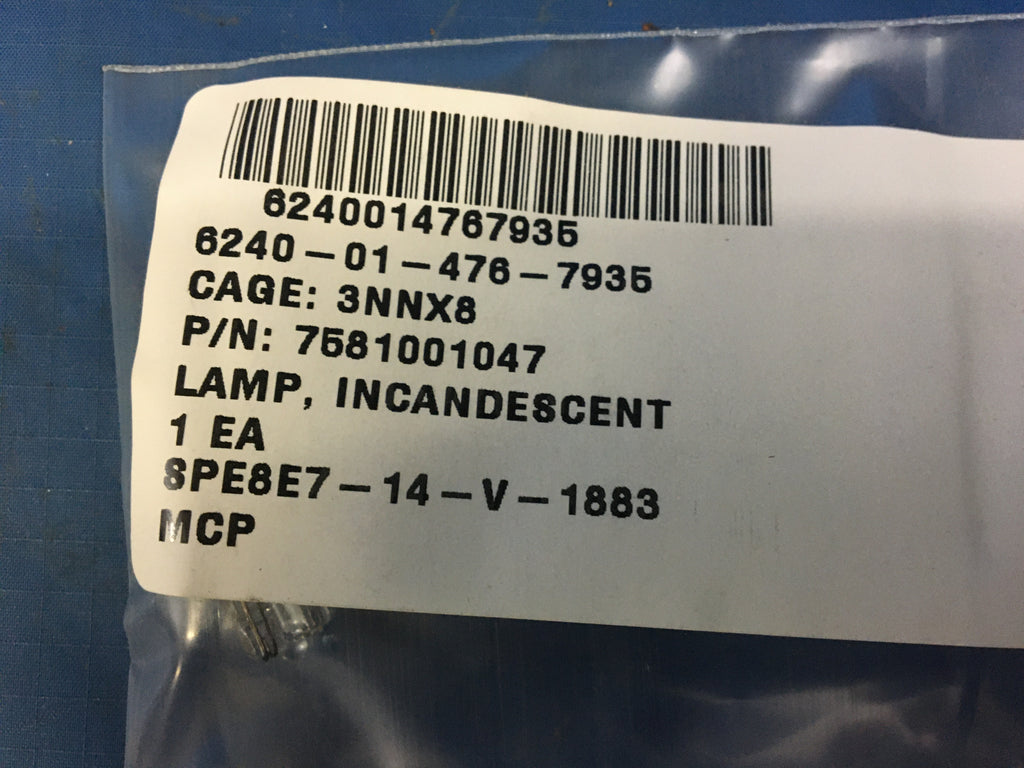 6240014767935
6240-01-476-7935
CAGE: 3NNX8
P/N: 7581001047
LAMP, INCANDESCENT
1 EA
SPE8E7-14-V-1883
MCP